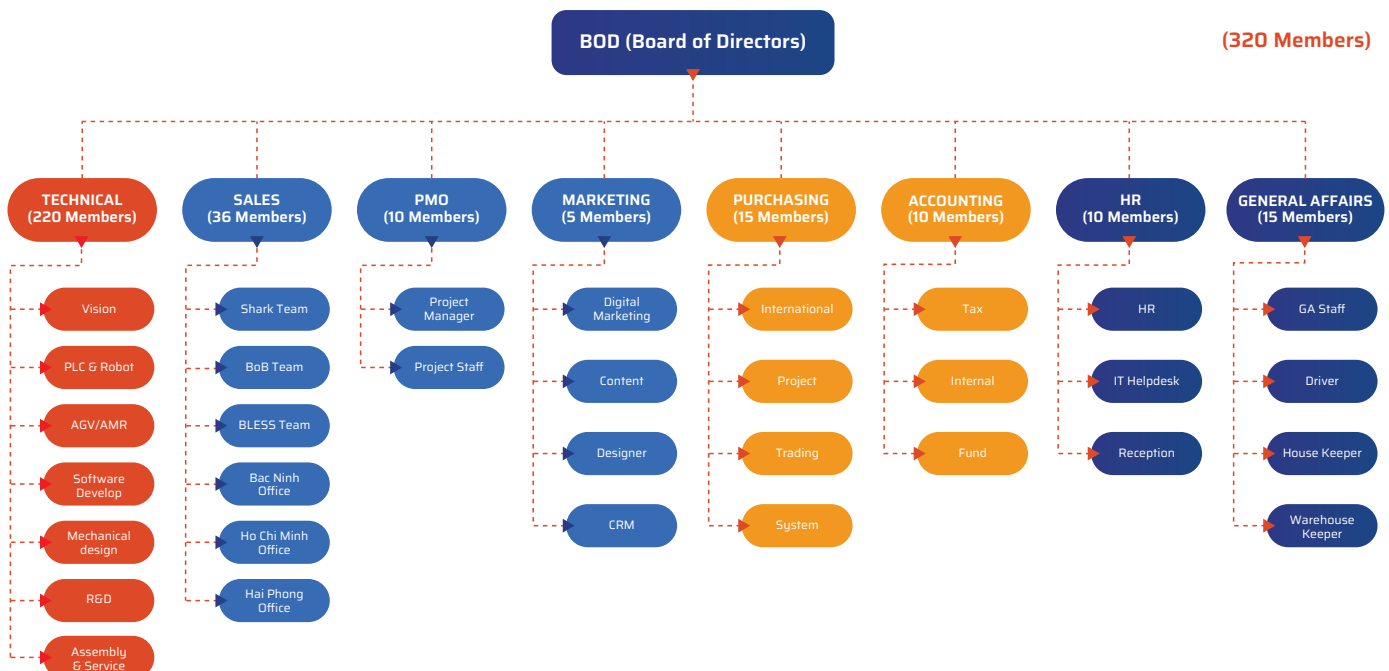 BOD (Board of Directors)
(320 Members)
TECHNICAL
(220 Members)
Vision
PLC & Robot
AGV/AMR
Software
Develop
Mechanical
design
R&D
Assembly
& Service
SALES
(36 Members)
Shark Team
BoB Team
BLESS Team
Bac Ninh
Office
Ho Chi Minh
Office
Hai Phong
Office
PMO
(10 Members)
Project
Manager
Project Staff
MARKETING
(5 Members)
Digital
Marketing
Content
Designer
CRM
PURCHASING
(15 Members)
International
Project
Trading
System
ACCOUNTING
(10 Members)
Tax
Internal
Fund
HR
(10 Members)
HR
IT Helpdesk
Reception
GENERAL AFFAIRS
(15 Members)
GA Staff
Driver
House Keeper
Warehouse
Keeper